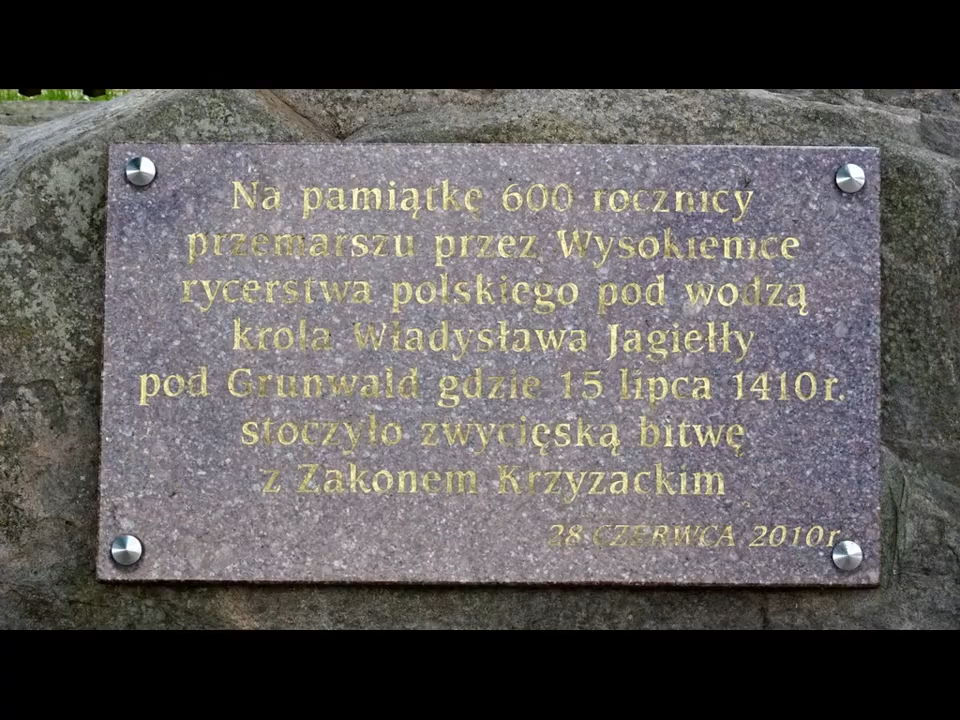 Na pamiątkę 600 rocznicy
przemarszu przez Wysokienice
rycerstwa polskiego pod wodzą
króla Władysława Jagiełły
pod Grunwald gdzie 15 lipca 1410r.
stoczyło zwycięską bitwę
z Zakonem Krzyzackim
28 CZERWCA 2010r.